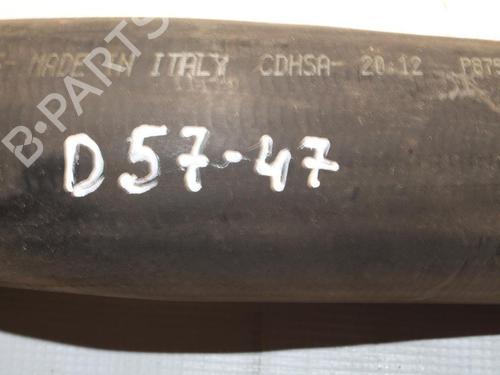 MADE IN ITALY CDHSA- 20:12
D57-47
B-PARTS